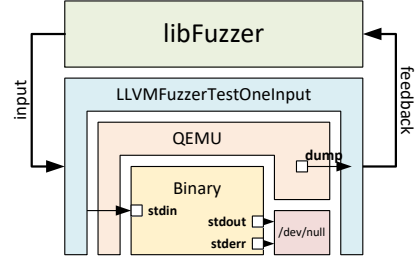 libFuzzer
input
feedback
LLVMFuzzerTestOneInput
QEMU
dump
Binary
stdin
stdout
stderr
/dev/null